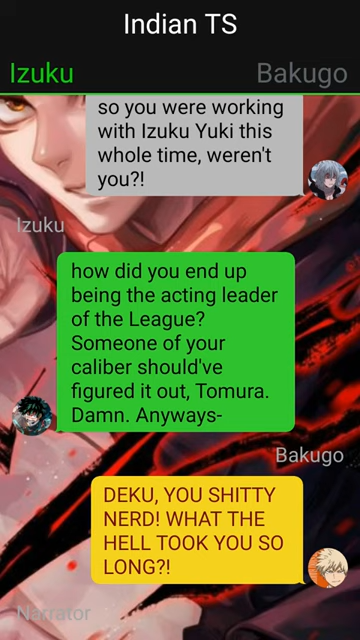 Indian TS
Izuku Bakugo
so you were working
with Izuku Yuki this
whole time, weren't
you?!
Izuku
how did you end up
being the acting leader
of the League?
Someone of your
caliber should've
figured it out, Tomura.
Damn. Anyways-
Bakugo
DEKU, YOU SHITTY
NERD! WHAT THE
HELL TOOK YOU SO
LONG?!
Narrator